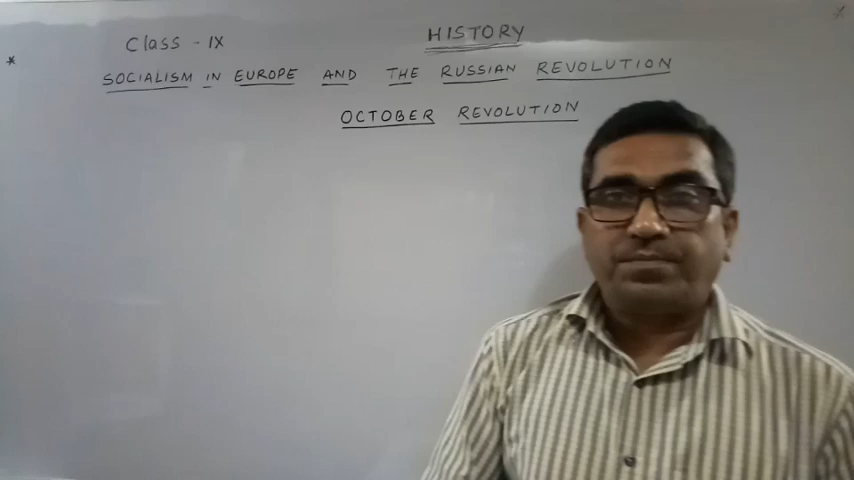 HISTORY
Class - IX
SOCIALISM IN EUROPE AND THE RUSSIAN REVOLUTION
OCTOBER REVOLUTION